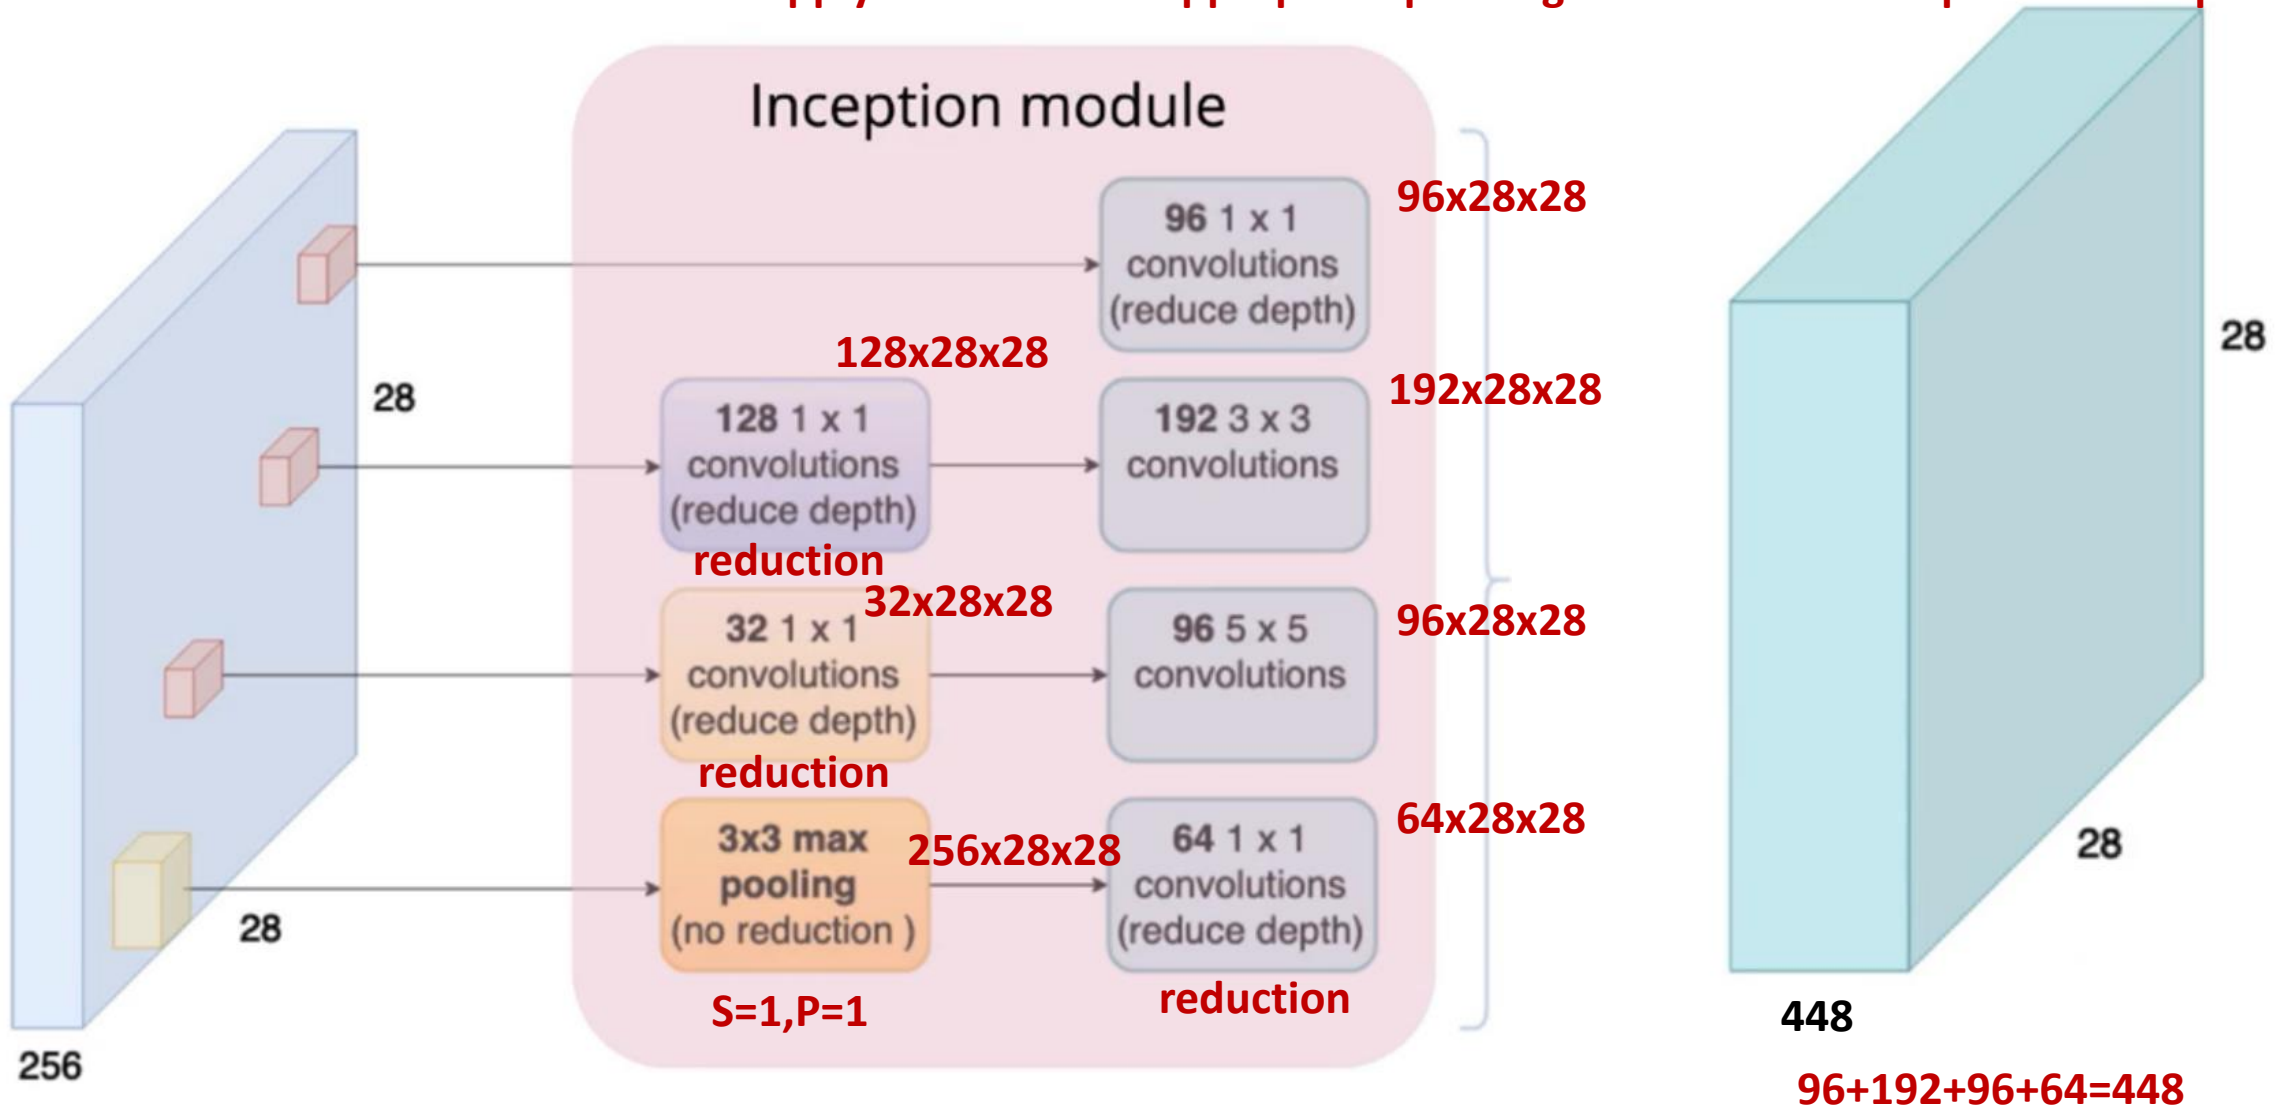 Inception module
96 1 x 1
convolutions
(reduce depth)
96x28x28
28
128x28x28
128 1 x 1
convolutions
(reduce depth)
reduction
192 3 x 3
convolutions
192x28x28
32x28x28
32 1 x 1
convolutions
(reduce depth)
reduction
96 5 x 5
convolutions
96x28x28
3x3 max
pooling
(no reduction )
S=1,P=1
256x28x28
64 1 x 1
convolutions
(reduce depth)
reduction
64x28x28
28
256
28
28
448
96+192+96+64=448